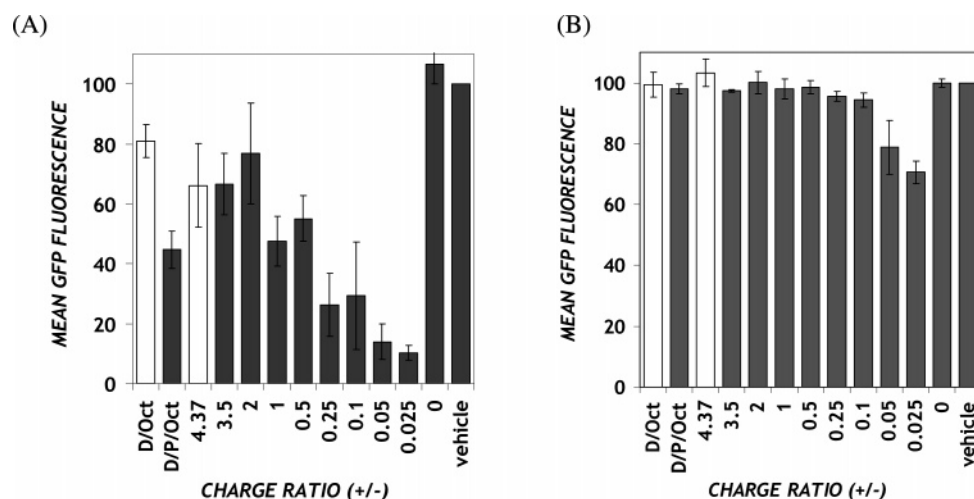 (A)
MEAN GFP FLUORESCENCE
100
80
60
40
20
0
D/Oct
D/P/Oct
4.37
3.5
2
1
0.5
0.25
0.1
0.05
0.025
0
vehicle
CHARGE RATIO (+/-)
(B)
MEAN GFP FLUORESCENCE
100
80
60
40
20
0
D/Oct
D/P/Oct
4.37
3.5
2
1
0.5
0.25
0.1
0.05
0.025
0
vehicle
CHARGE RATIO (+/-)